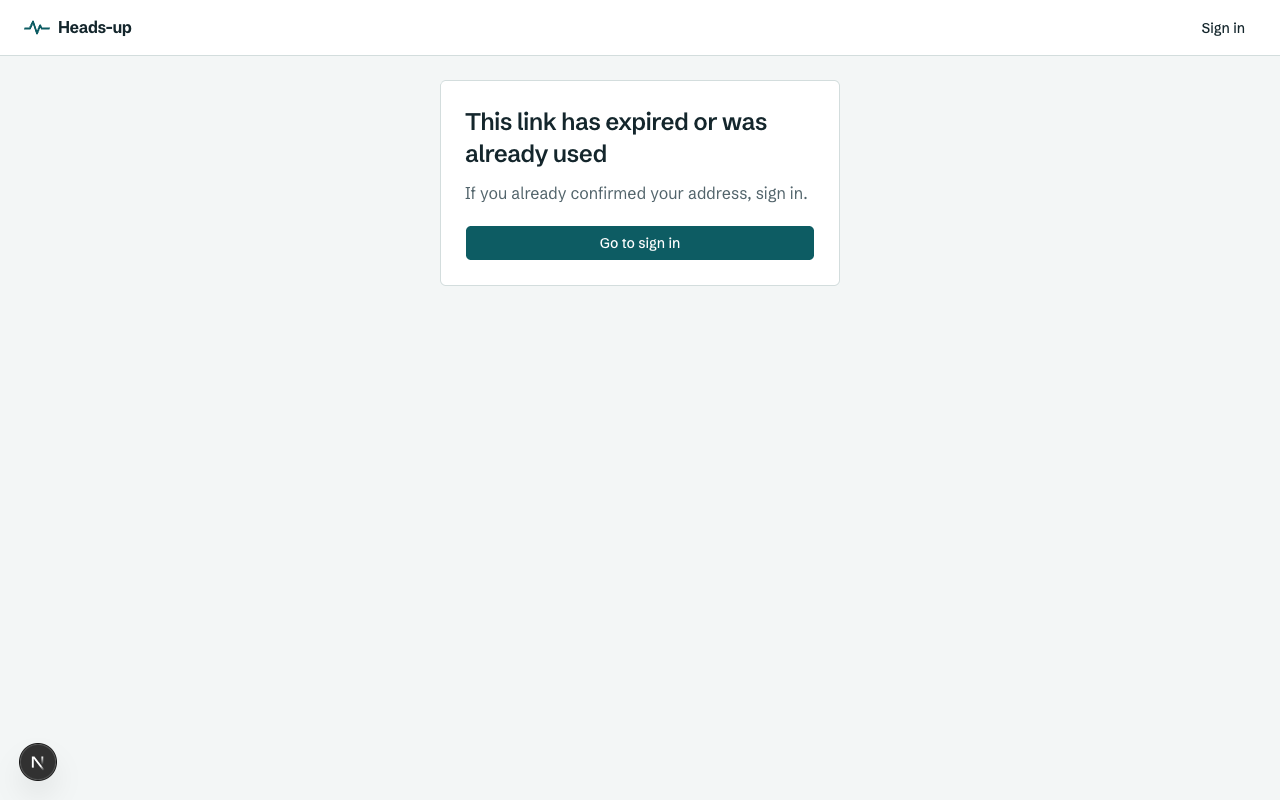 Heads-up
Sign in
This link has expired or was
already used
If you already confirmed your address, sign in.
Go to sign in
N